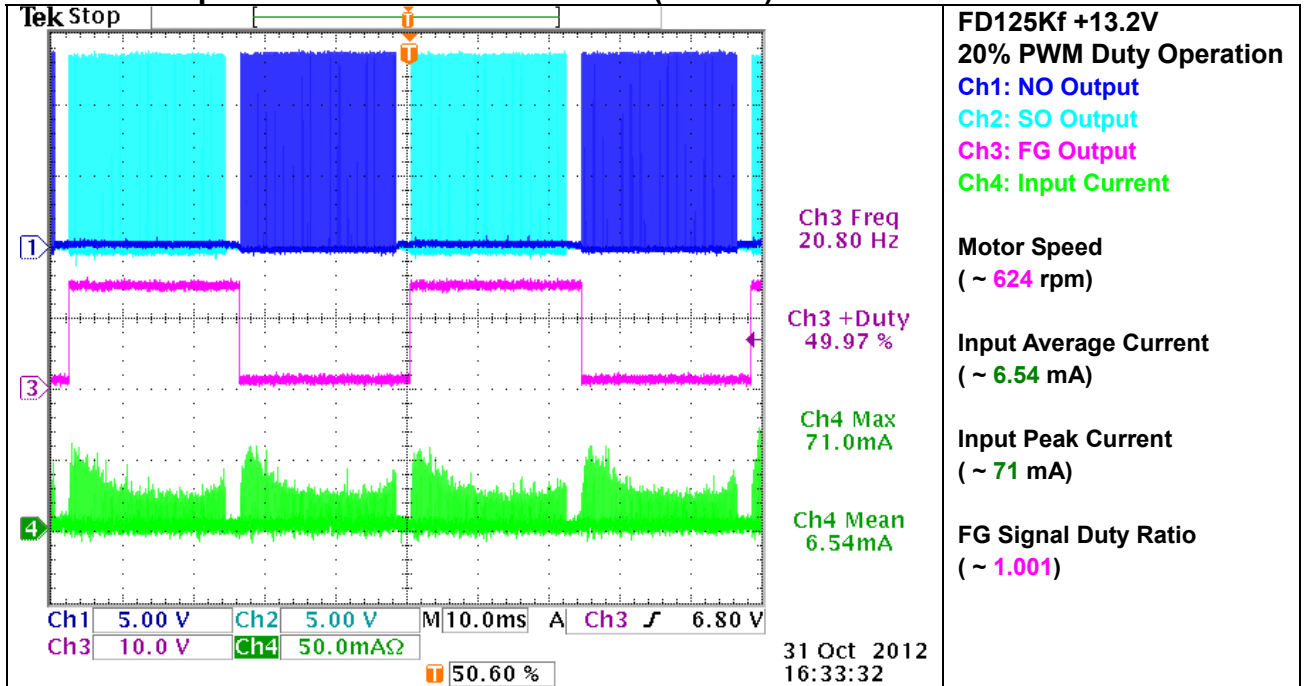 Tek Stop
T
T
1
3
4
Ch3 Freq
20.80 Hz
Ch3 +Duty
49.97 %
Ch4 Max
71.0mA
Ch4 Mean
6.54mA
Ch1 5.00 V Ch2 5.00 V M 10.0ms A Ch3 ƒ 6.80 V
Ch3 10.0 V Ch4 50.0mAΩ
T 50.60 %
31 Oct 2012
16:33:32
FD125Kf +13.2V
20% PWM Duty Operation
Ch1: NO Output
Ch2: SO Output
Ch3: FG Output
Ch4: Input Current
Motor Speed
( ~ 624 rpm)
Input Average Current
( ~ 6.54 mA)
Input Peak Current
( ~ 71 mA)
FG Signal Duty Ratio
( ~ 1.001)